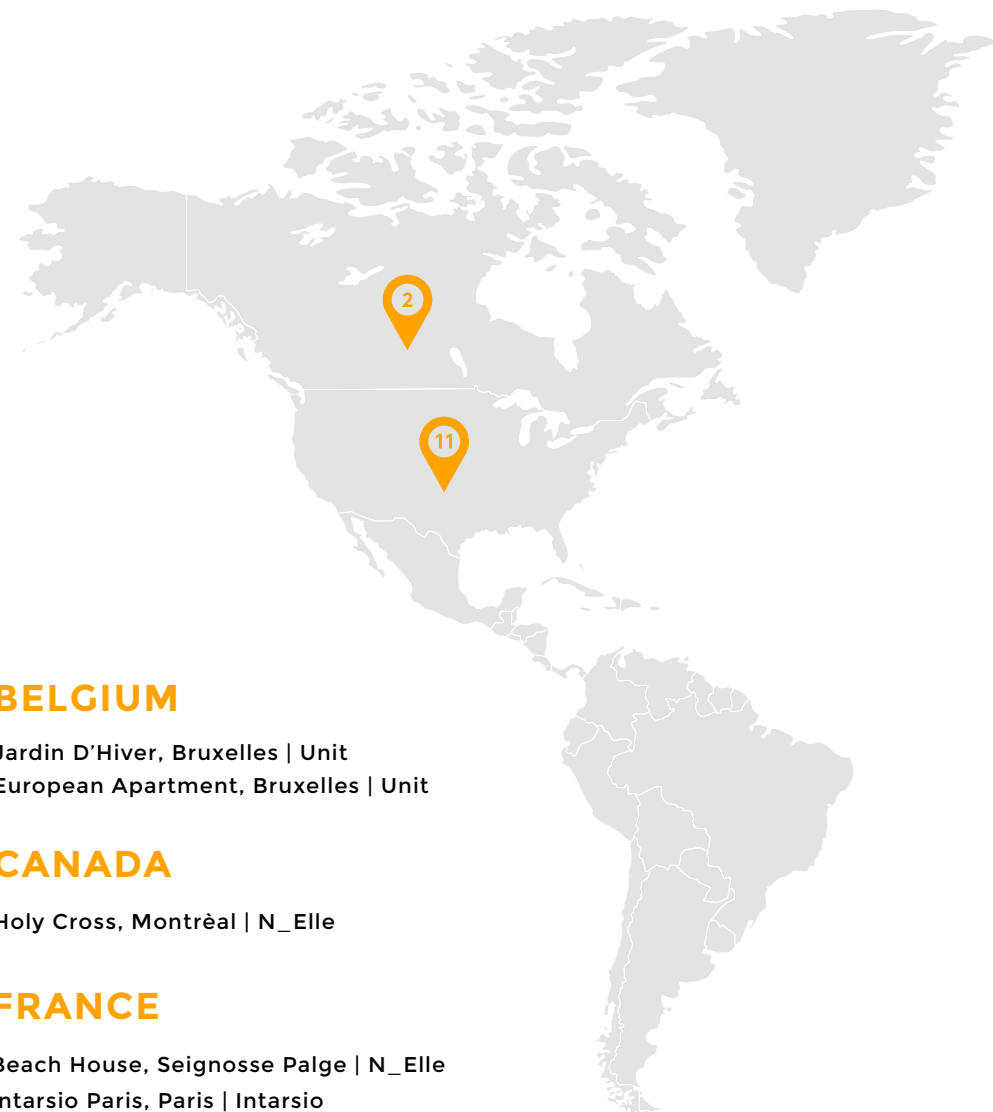 2
11
BELGIUM
Jardin D’Hiver, Bruxelles | Unit
European Apartment, Bruxelles | Unit
CANADA
Holy Cross, Montrèal | N_Elle
FRANCE
Beach House, Seignosse Palge | N_Elle
Intarsio Paris, Paris | Intarsio